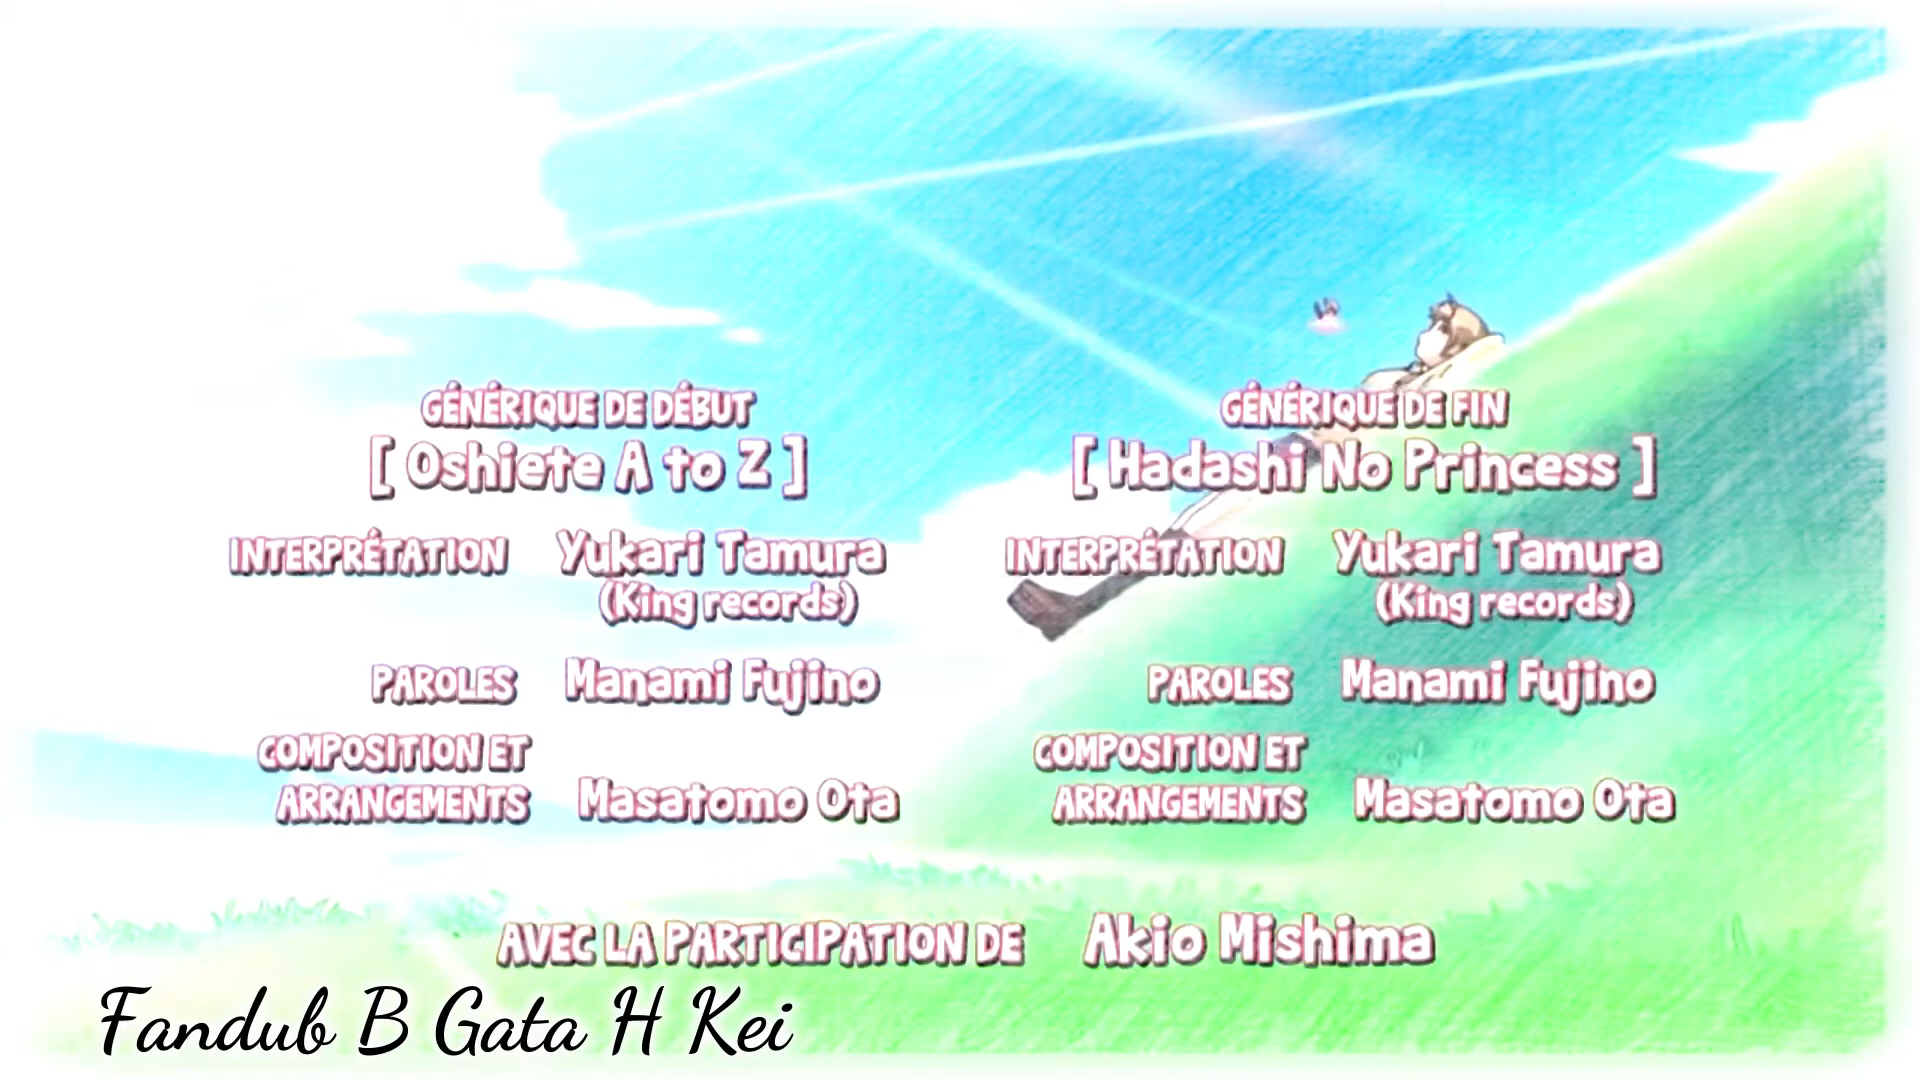 GÉNÉRIQUE DE DÉBUT
[ Oshiete A to Z ]
INTERPRÉTATION Yukari Tamura
(King records)
PAROLES Manami Fujino
COMPOSITION ET
ARRANGEMENTS Masatomo Ota
GÉNÉRIQUE DE FIN
[ Hadashi No Princess ]
INTERPRÉTATION Yukari Tamura
(King records)
PAROLES Manami Fujino
COMPOSITION ET
ARRANGEMENTS Masatomo Ota
AVEC LA PARTICIPATION DE Akio Mishima
Fandub B Gata H Kei